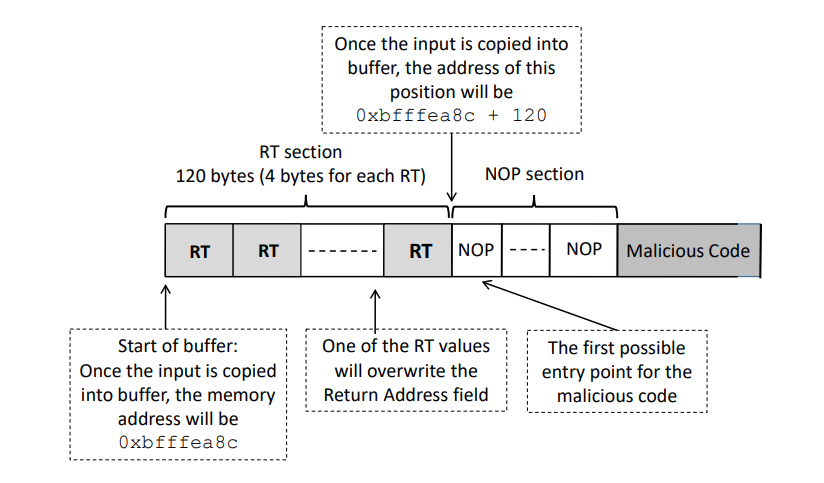 Once the input is copied into
buffer, the address of this
position will be
0xbfffea8c + 120
RT section
120 bytes (4 bytes for each RT)
NOP section
RT
RT
RT
NOP
NOP
Malicious Code
Start of buffer:
Once the input is copied
into buffer, the memory
address will be
0xbfffea8c
One of the RT values
will overwrite the
Return Address field
The first possible
entry point for the
malicious code